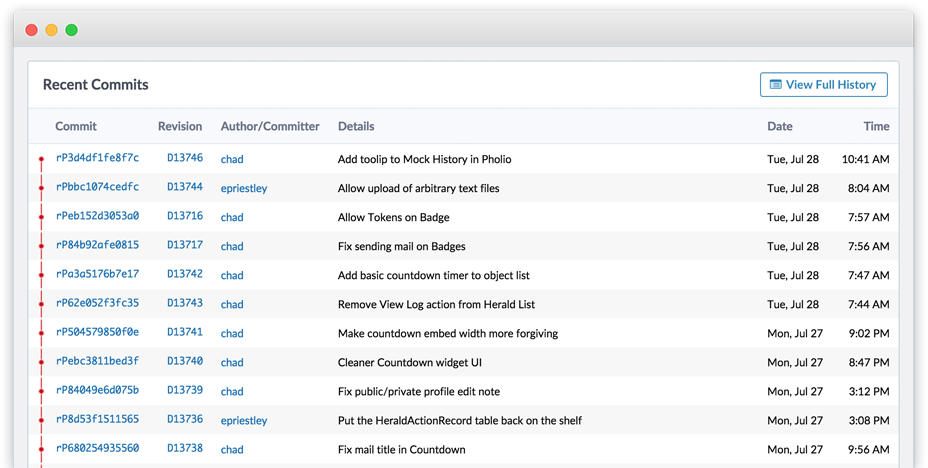 Recent Commits View Full History
Commit Revision Author/Committer Details Date Time
rP3d4df1fe8f7c D13746 chad Add toolip to Mock History in Pholio Tue, Jul 28 10:41 AM
rPbbc1074cedfc D13744 epriestley Allow upload of arbitrary text files Tue, Jul 28 8:04 AM
rPeb152d3053a0 D13716 chad Allow Tokens on Badge Tue, Jul 28 7:57 AM
rP84b92afe0815 D13717 chad Fix sending mail on Badges Tue, Jul 28 7:56 AM
rPa3a5176b7e17 D13742 chad Add basic countdown timer to object list Tue, Jul 28 7:47 AM
rP62e052f3fc35 D13743 chad Remove View Log action from Herald List Tue, Jul 28 7:44 AM
rP504579850f0e D13741 chad Make countdown embed width more forgiving Mon, Jul 27 9:02 PM
rPebc3811bed3f D13740 chad Cleaner Countdown widget UI Mon, Jul 27 8:47 PM
rP84049e6d075b D13739 chad Fix public/private profile edit note Mon, Jul 27 3:12 PM
rP8d53f1511565 D13736 epriestley Put the HeraldActionRecord table back on the shelf Mon, Jul 27 3:08 PM
rP680254935560 D13738 chad Fix mail title in Countdown Mon, Jul 27 9:56 AM